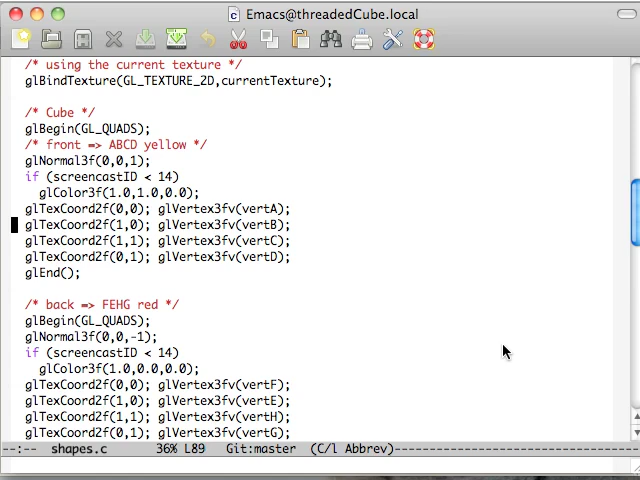 Emacs@threadedCube.local
/* using the current texture */
glBindTexture(GL_TEXTURE_2D,currentTexture);
/* Cube */
glBegin(GL_QUADS);
/* front => ABCD yellow */
glNormal3f(0,0,1);
if (screencastID < 14)
glColor3f(1.0,1.0,0.0);
glTexCoord2f(0,0); glVertex3fv(vertA);
glTexCoord2f(1,0); glVertex3fv(vertB);
glTexCoord2f(1,1); glVertex3fv(vertC);
glTexCoord2f(0,1); glVertex3fv(vertD);
glEnd();
/* back => FEHG red */
glBegin(GL_QUADS);
glNormal3f(0,0,-1);
if (screencastID < 14)
glColor3f(1.0,0.0,0.0);
glTexCoord2f(0,0); glVertex3fv(vertF);
glTexCoord2f(1,0); glVertex3fv(vertE);
glTexCoord2f(1,1); glVertex3fv(vertH);
glTexCoord2f(0,1); glVertex3fv(vertG);
--:-- shapes.c 36% L89 Git:master (C/l Abbrev)----------------------------------